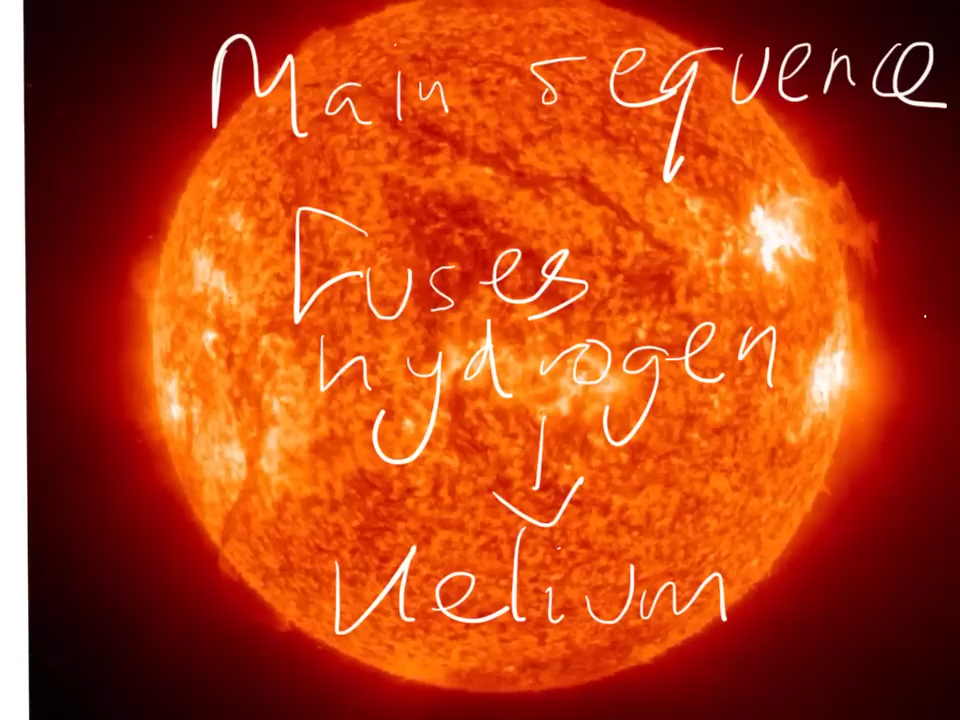 Main sequence
Fuses
hydrogen
↓
Helium